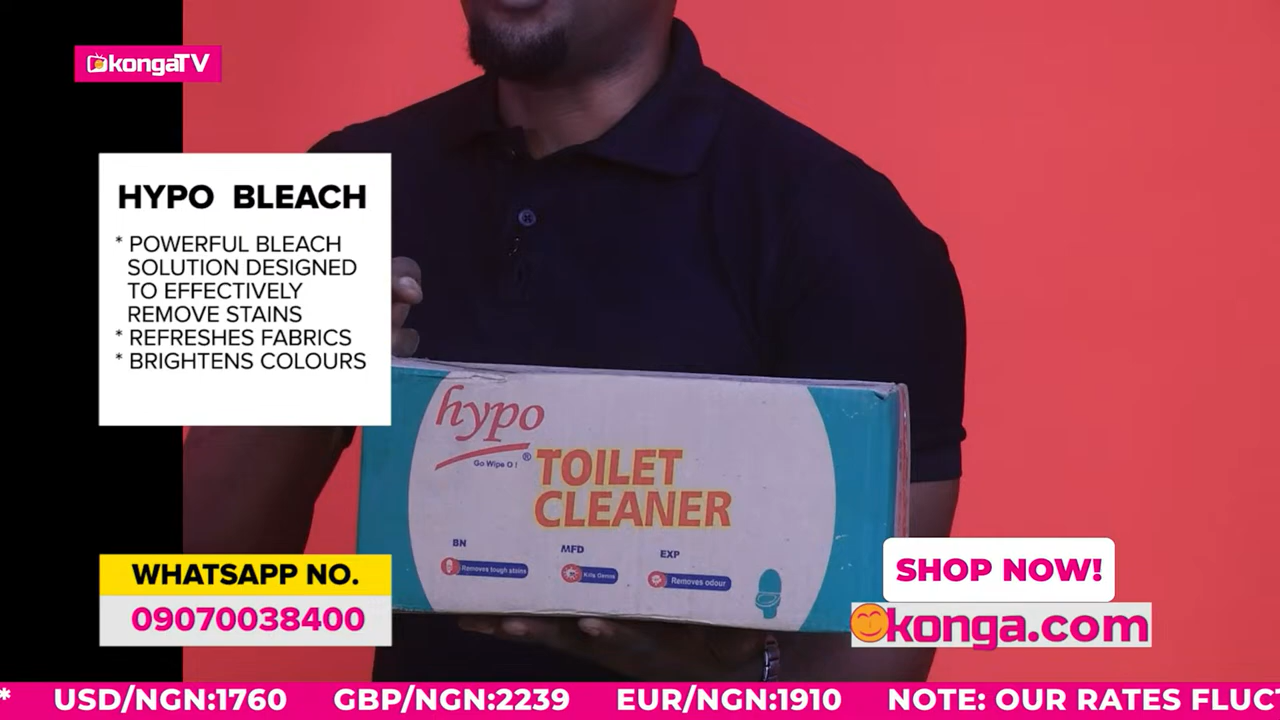 kongaTV
HYPO BLEACH
* POWERFUL BLEACH
SOLUTION DESIGNED
TO EFFECTIVELY
REMOVE STAINS
* REFRESHES FABRICS
* BRIGHTENS COLOURS
hypo
Go Wipe O !
®
TOILET
CLEANER
BN
MFD
EXP
Removes tough stains
Kills Germs
Removes odour
WHATSAPP NO.
09070038400
SHOP NOW!
konga.com
* USD/NGN:1760 GBP/NGN:2239 EUR/NGN:1910 NOTE: OUR RATES FLUCT